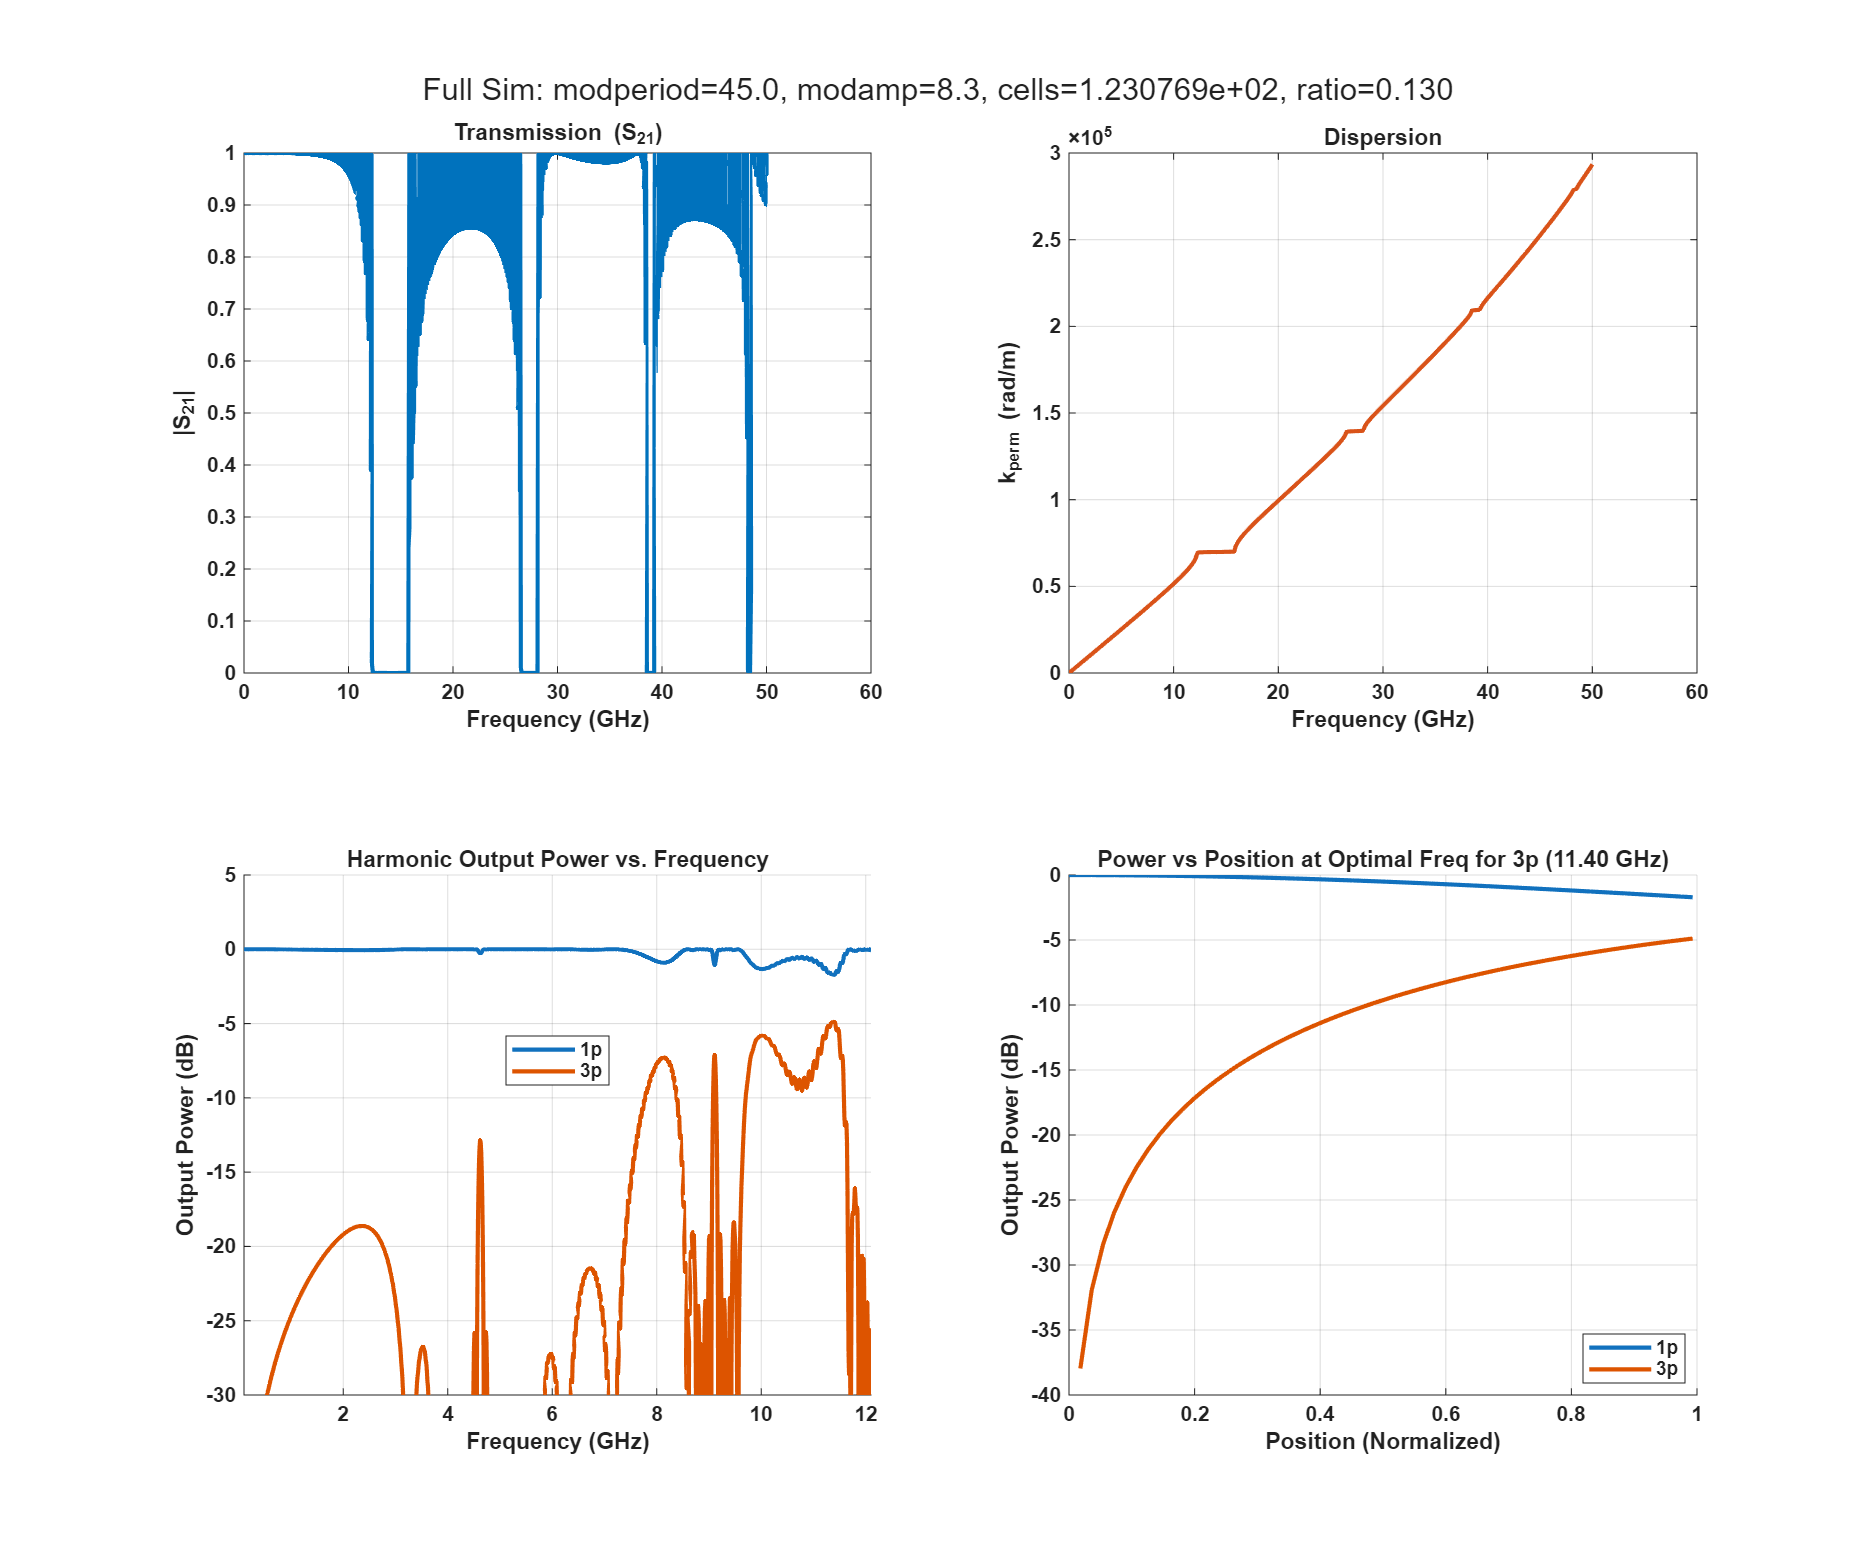 Full Sim: modperiod=45.0, modamp=8.3, cells=1.230769e+02, ratio=0.130
Transmission (S21)
1
0.9
0.8
0.7
0.6
0.5
0.4
0.3
0.2
0.1
0
|S21|
0 10 20 30 40 50 60
Frequency (GHz)
×10^5
Dispersion
3
2.5
2
1.5
1
0.5
0
kperm (rad/m)
0 10 20 30 40 50 60
Frequency (GHz)
Harmonic Output Power vs. Frequency
5
0
-5
-10
-15
-20
-25
-30
Output Power (dB)
1p
3p
2 4 6 8 10 12
Frequency (GHz)
Power vs Position at Optimal Freq for 3p (11.40 GHz)
0
-5
-10
-15
-20
-25
-30
-35
-40
Output Power (dB)
1p
3p
0 0.2 0.4 0.6 0.8 1
Position (Normalized)